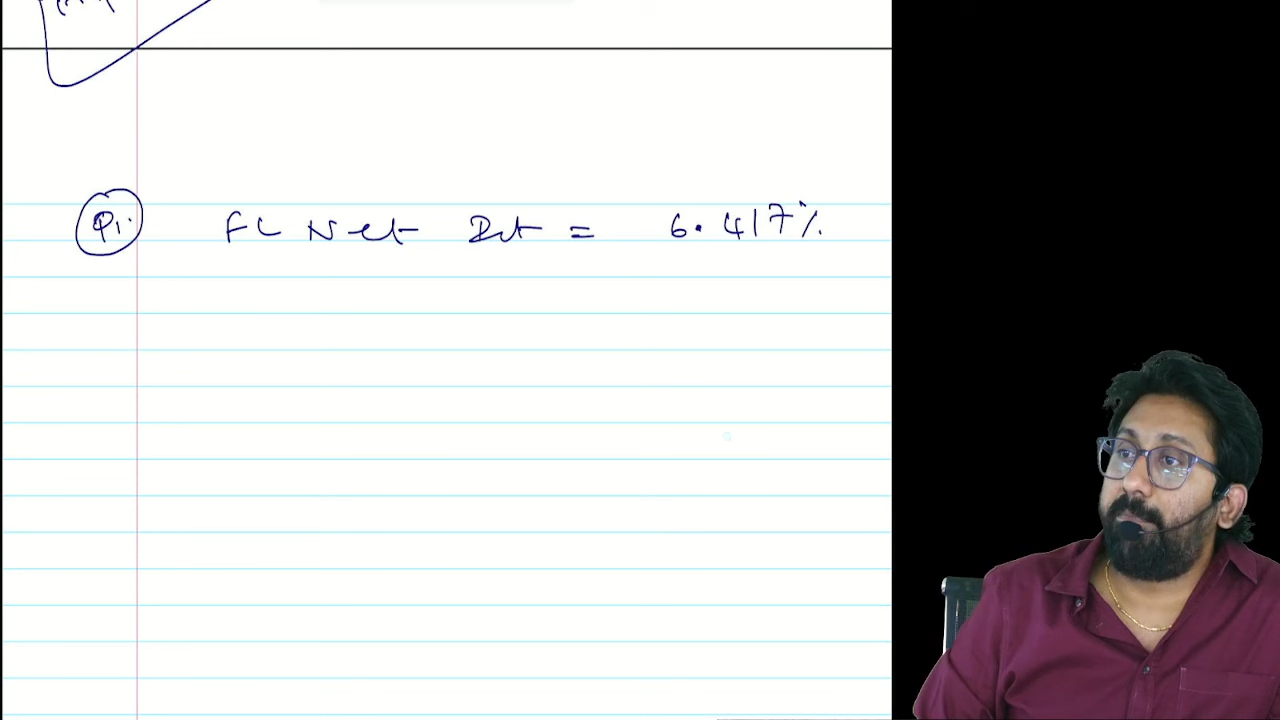 Q1. FC Net Int = 6.417%